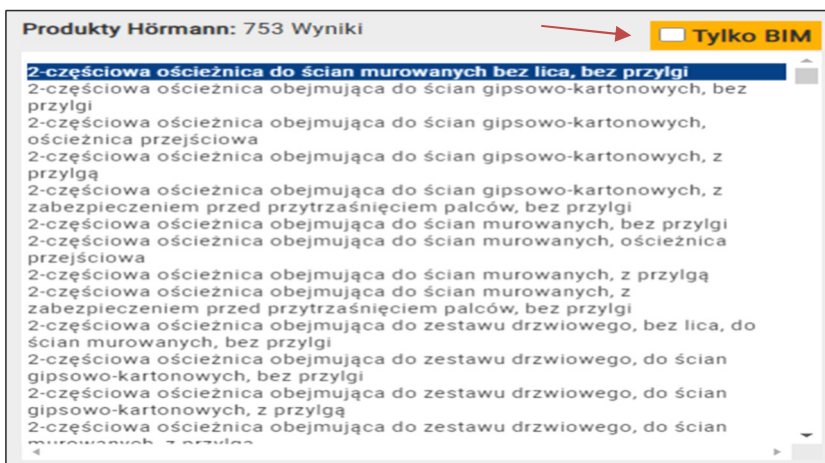 Produkty Hörmann: 753 Wyniki
Tylko BIM
2-częściowa ościeżnica do ścian murowanych bez lica, bez przylgi
2-częściowa ościeżnica obejmująca do ścian gipsowo-kartonowych, bez
przylgi
2-częściowa ościeżnica obejmująca do ścian gipsowo-kartonowych,
ościeżnica przejściowa
2-częściowa ościeżnica obejmująca do ścian gipsowo-kartonowych, z
przylgą
2-częściowa ościeżnica obejmująca do ścian gipsowo-kartonowych, z
zabezpieczeniem przed przytrzaśnięciem palców, bez przylgi
2-częściowa ościeżnica obejmująca do ścian murowanych, bez przylgi
2-częściowa ościeżnica obejmująca do ścian murowanych, ościeżnica
przejściowa
2-częściowa ościeżnica obejmująca do ścian murowanych, z przylgą
2-częściowa ościeżnica obejmująca do ścian murowanych, z
zabezpieczeniem przed przytrzaśnięciem palców, bez przylgi
2-częściowa ościeżnica obejmująca do zestawu drzwiowego, bez lica, do
ścian murowanych, bez przylgi
2-częściowa ościeżnica obejmująca do zestawu drzwiowego, do ścian
gipsowo-kartonowych, bez przylgi
2-częściowa ościeżnica obejmująca do zestawu drzwiowego, do ścian
gipsowo-kartonowych, z przylgą
2-częściowa ościeżnica obejmująca do zestawu drzwiowego, do ścian
murowanych, z przylgą